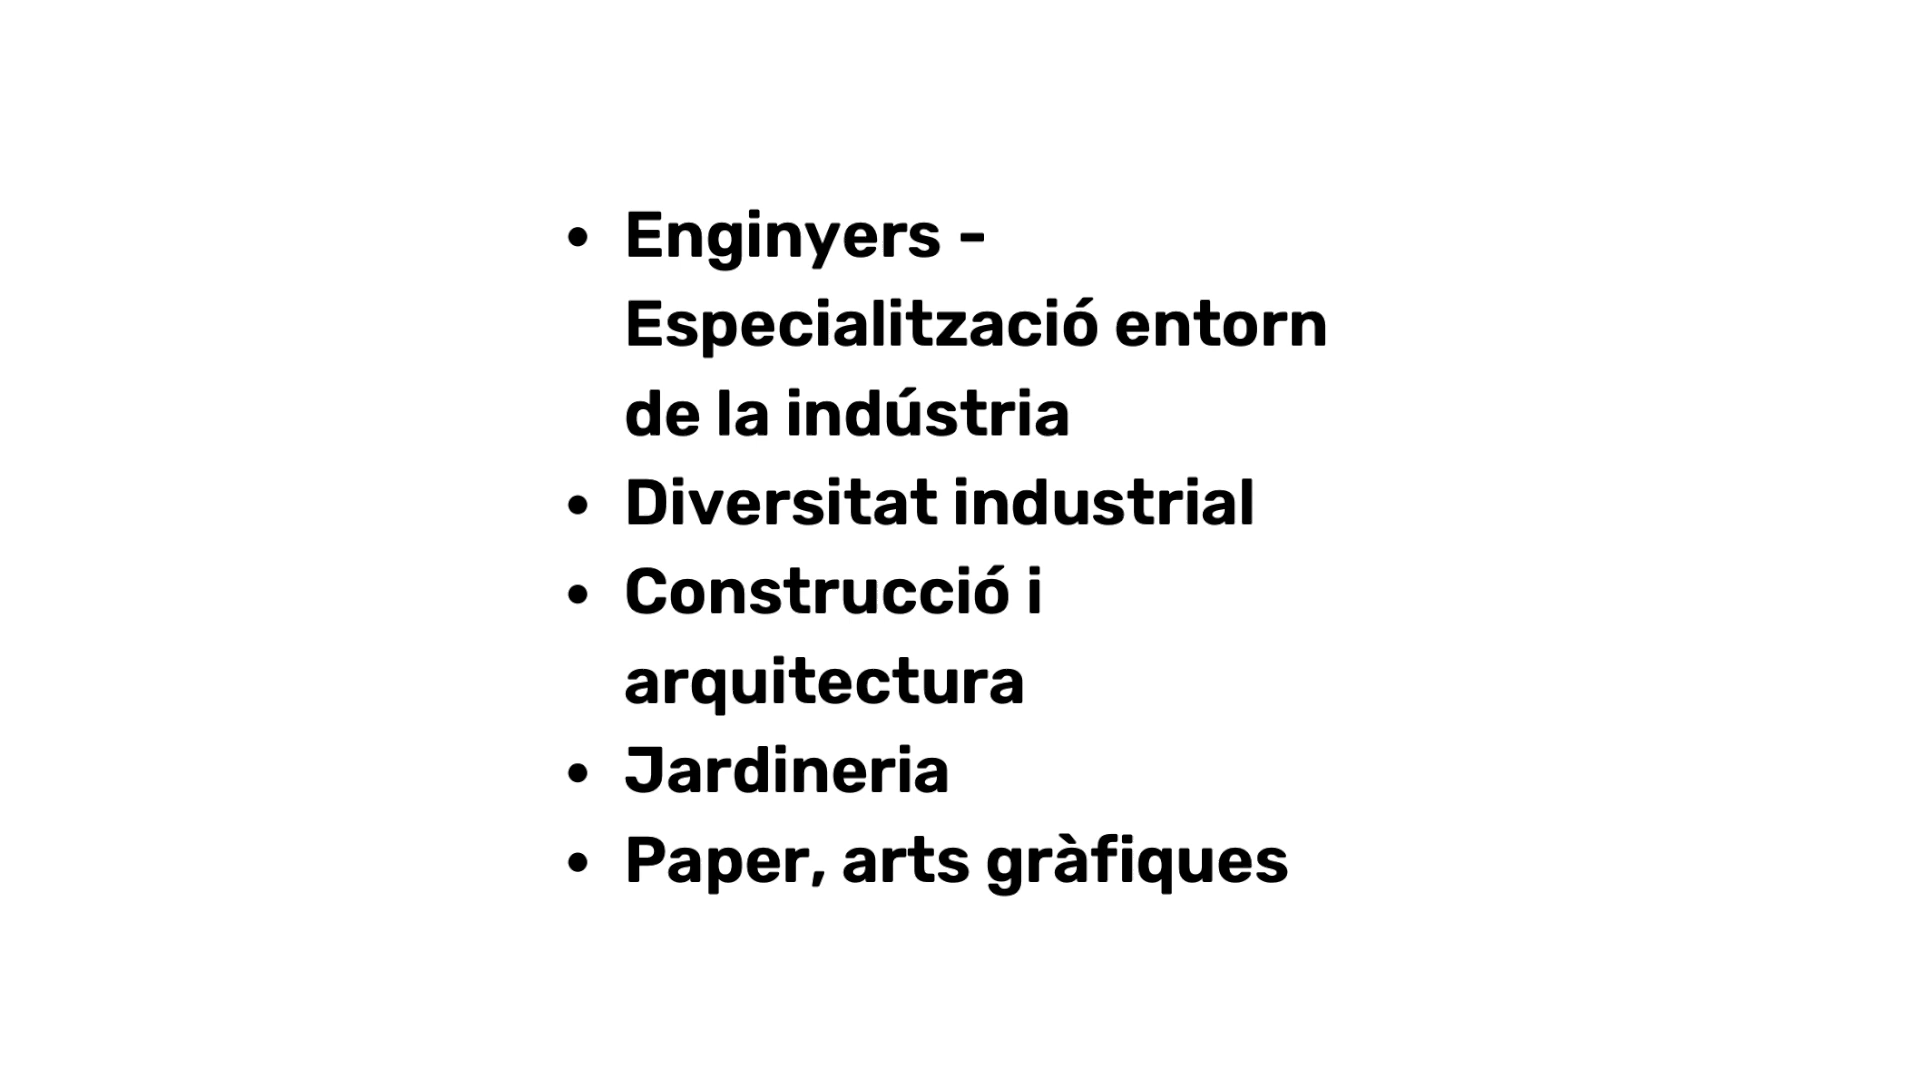 • Enginyers -
Especialització entorn
de la indústria
• Diversitat industrial
• Construcció i
arquitectura
• Jardineria
• Paper, arts gràfiques